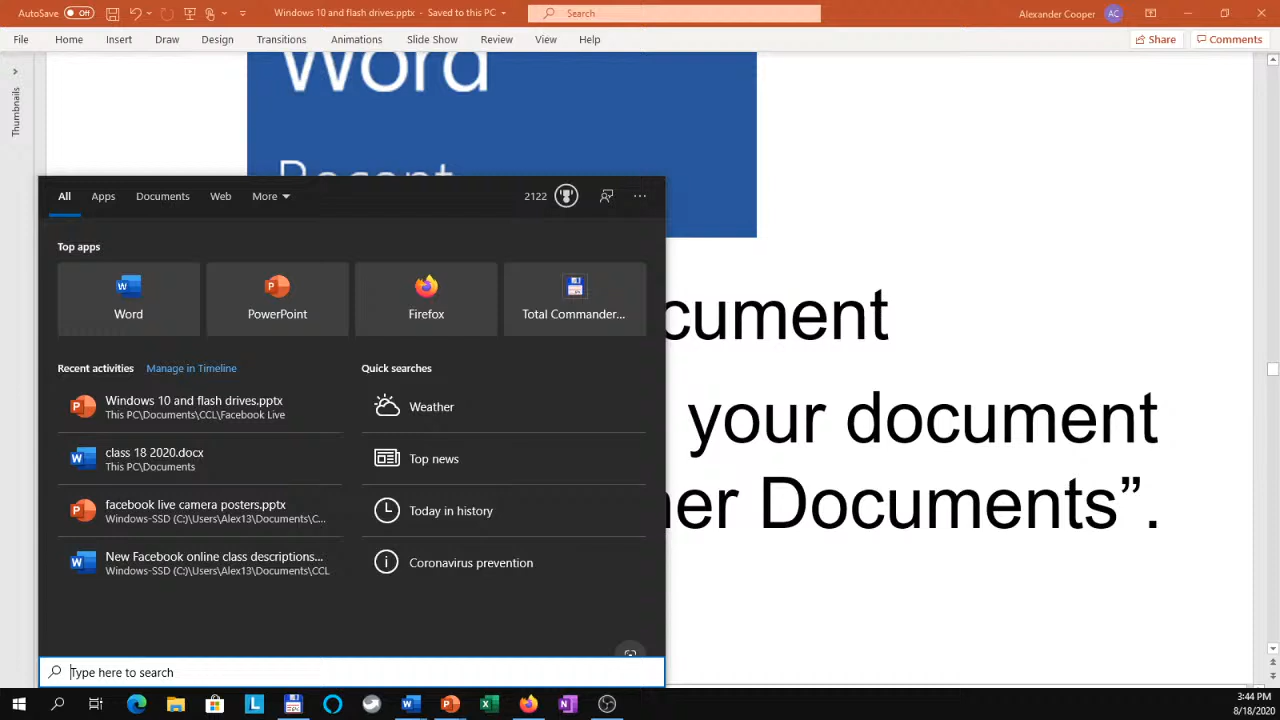 AutoSave Off
Windows 10 and flash drives.pptx - Saved to this PC
Search
Alexander Cooper AC
File Home Insert Draw Design Transitions Animations Slide Show Review View Help
Share Comments
Thumbnails
Word
Recent
All Apps Documents Web More
2122
Top apps
Word PowerPoint Firefox Total Commander...
Recent activities Manage in Timeline
Windows 10 and flash drives.pptx
This PC\Documents\CCL\Facebook Live
class 18 2020.docx
This PC\Documents
facebook live camera posters.pptx
Windows-SSD (C:)\Users\Alex13\Documents\C...
New Facebook online class descriptions...
Windows-SSD (C:)\Users\Alex13\Documents\CCL
Quick searches
Weather
Top news
Today in history
Coronavirus prevention
cument
your document
her Documents”.
Type here to search
3:44 PM
8/18/2020